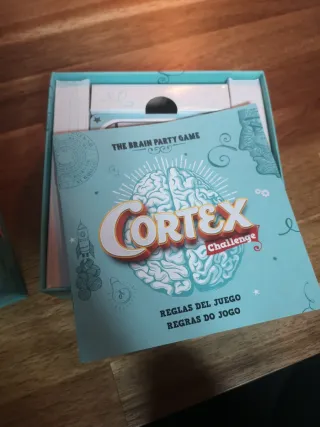 THE BRAIN PARTY GAME
CORTEX
Challenge
REGLAS DEL JUEGO
REGRAS DO JOGO